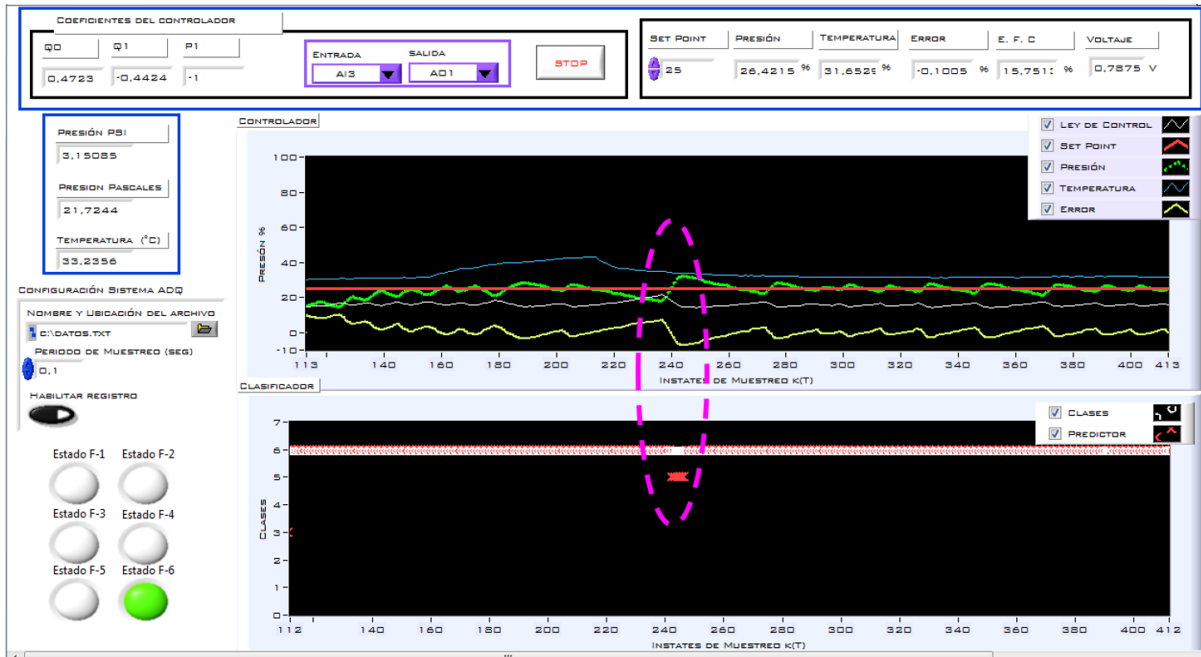 COEFICIENTES DEL CONTROLADOR
Q0 Q1 P1
0,4723 -0,4424 -1
ENTRADA SALIDA
AI3 AO1
STOP
SET POINT PRESIÓN TEMPERATURA ERROR E. F. C VOLTAJE
25 26,4215 % % -0,1005 % % 0,7875 V
PRESIÓN PSI
3,15085
PRESION PASCALES
21,7244
TEMPERATURA (°C)
33,2356
CONFIGURACIÓN SISTEMA ADQ
NOMBRE Y UBICACIÓN DEL ARCHIVO
C:\DATOS.TXT
PERIODO DE MUESTREO (SEG)
0,1
HABILITAR REGISTRO
Estado F-1 Estado F-2
Estado F-3 Estado F-4
Estado F-5 Estado F-6
CONTROLADOR
LEY DE CONTROL
SET POINT
PRESIÓN
TEMPERATURA
ERROR
PRESÓN %
100
80
60
40
20
0
-10
113 140 160 180 200 220 240 260 280 300 320 340 360 380 400 413
INSTATES DE MUESTREO K(T)
CLASIFICADOR
CLASES
PREDICTOR
CLASES
7
6
5
4
3
2
1
0
112 140 160 180 200 220 240 260 280 300 320 340 360 380 400 412
INSTATES DE MUESTREO K(T)